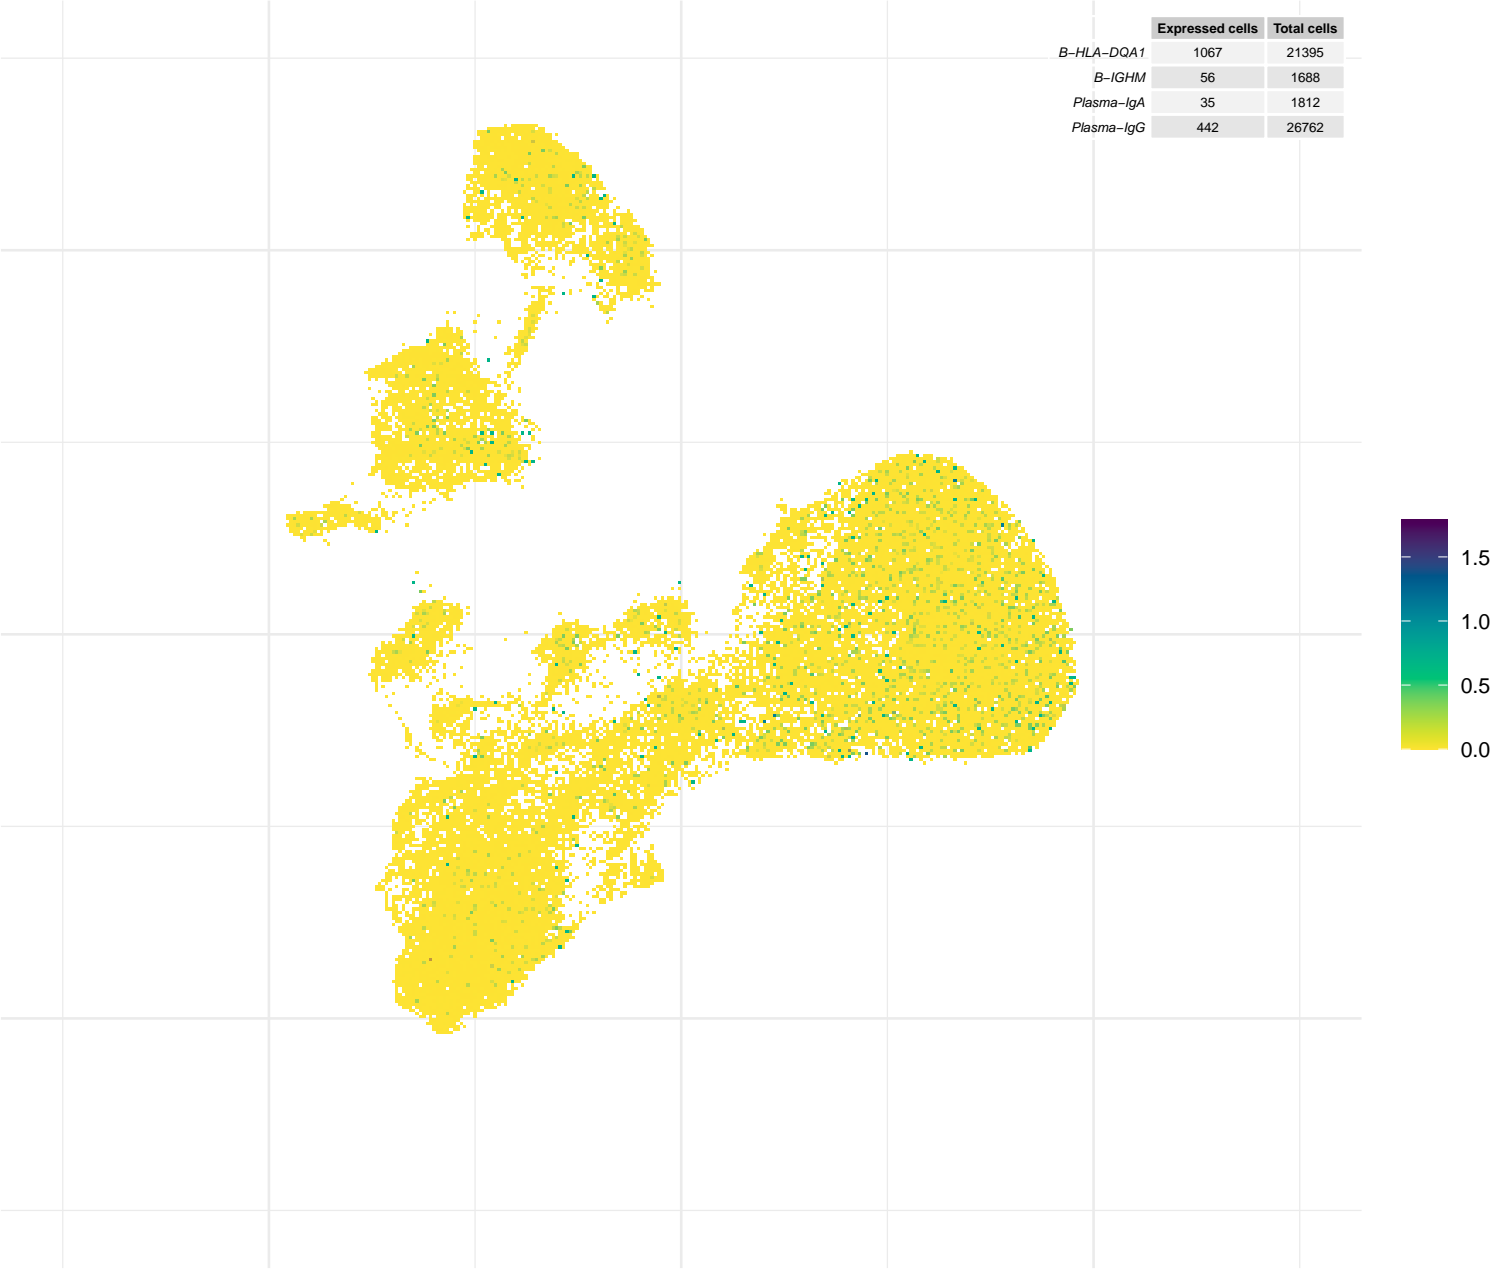 Expressed cells Total cells
B−HLA−DQA1 1067 21395
B−IGHM 56 1688
Plasma−IgA 35 1812
Plasma−IgG 442 26762
1.5
1.0
0.5
0.0